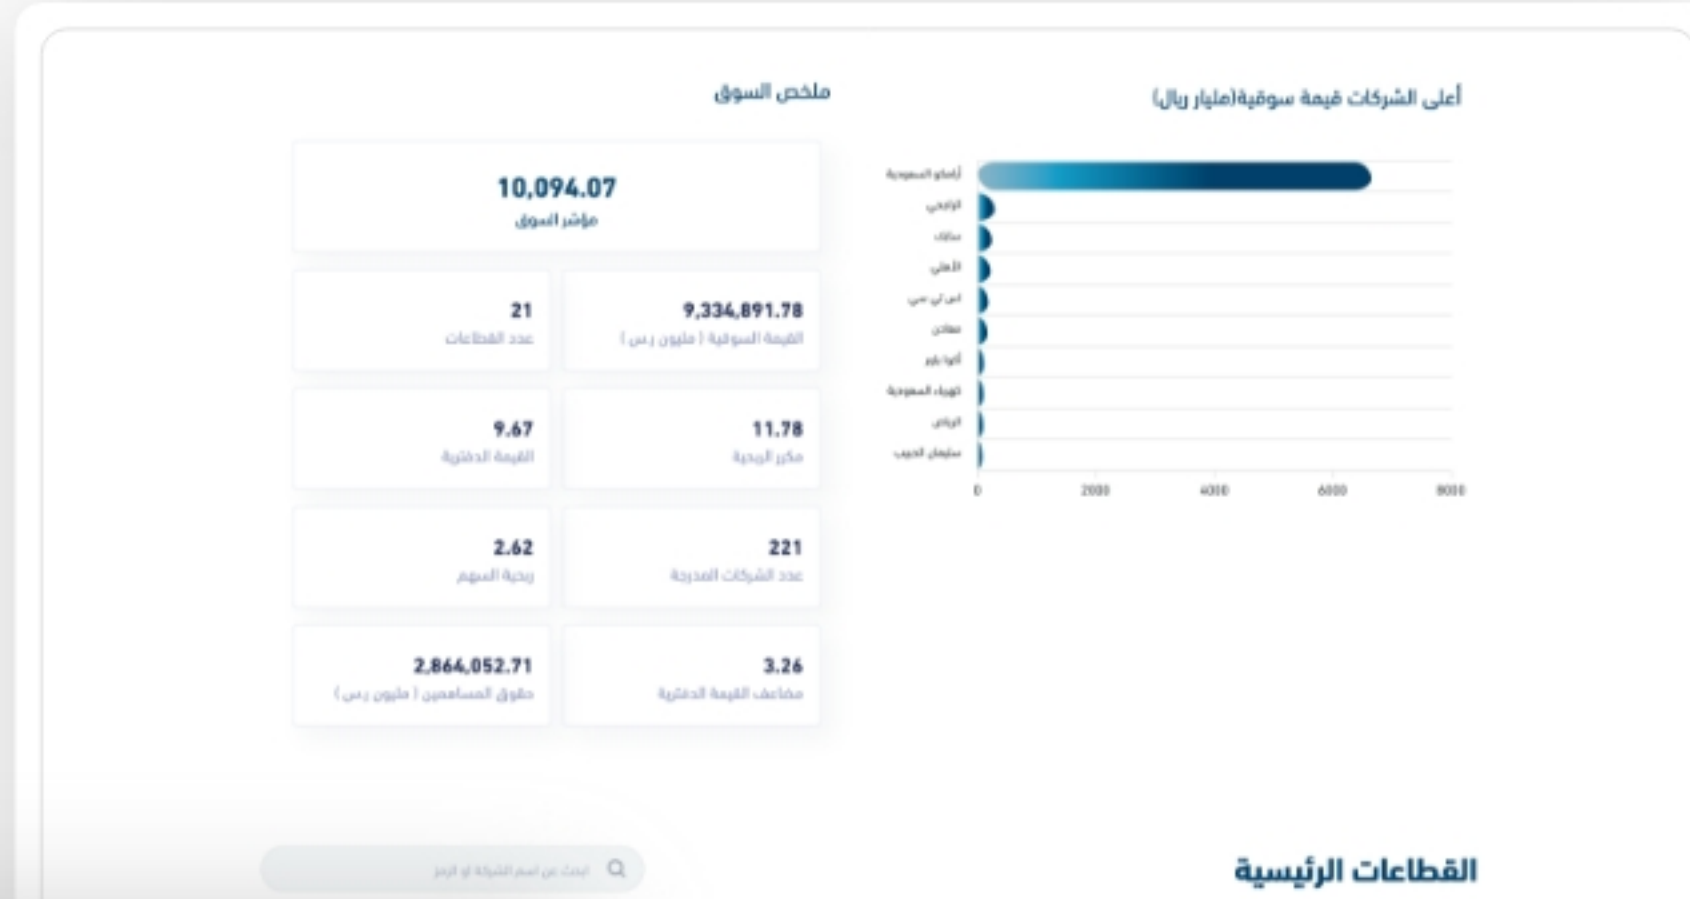 أعلى الشركات قيمة سوقية(مليار ريال)
أرامكو السعودية
الراجحي
سابك
الأهلي
اس تي سي
معادن
أكوا باور
كهرباء السعودية
الرياض
سليمان الحبيب
0 2000 4000 6000 8000
ملخص السوق
10,094.07
مؤشر السوق
9,334,891.78
القيمة السوقية ( مليون ر.س )
21
عدد القطاعات
11.78
مكرر الربحية
9.67
القيمة الدفترية
221
عدد الشركات المدرجة
2.62
ربحية السهم
3.26
مضاعف القيمة الدفترية
2,864,052.71
حقوق المساهمين ( مليون ر.س )
القطاعات الرئيسية
ابحث عن اسم الشركة او الرمز